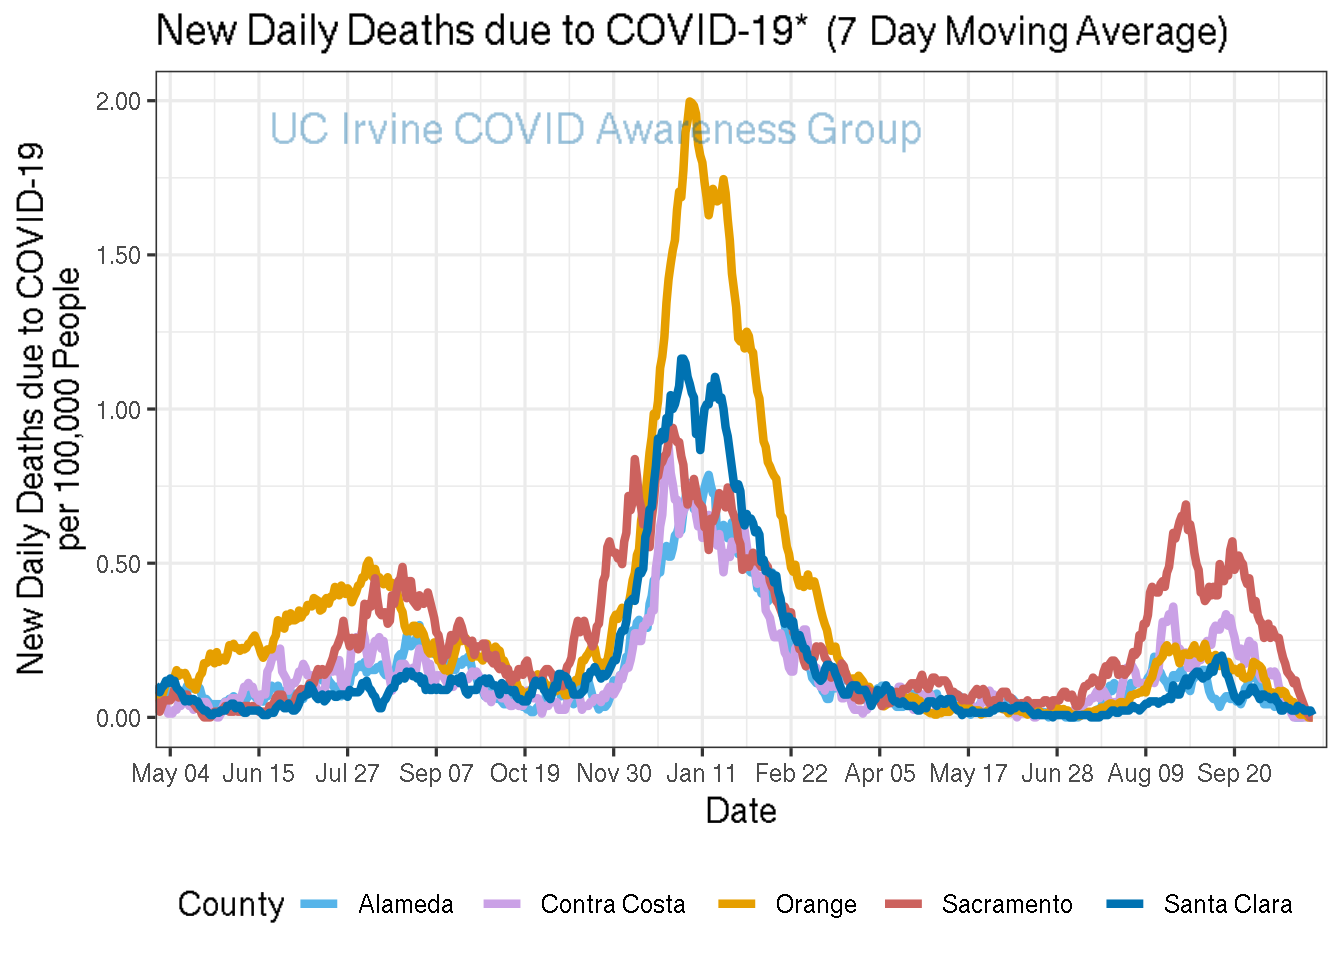 New Daily Deaths due to COVID-19* (7 Day Moving Average)
UC Irvine COVID Awareness Group
New Daily Deaths due to COVID-19
per 100,000 People
2.00
1.50
1.00
0.50
0.00
May 04 Jun 15 Jul 27 Sep 07 Oct 19 Nov 30 Jan 11 Feb 22 Apr 05 May 17 Jun 28 Aug 09 Sep 20
Date
County Alameda Contra Costa Orange Sacramento Santa Clara